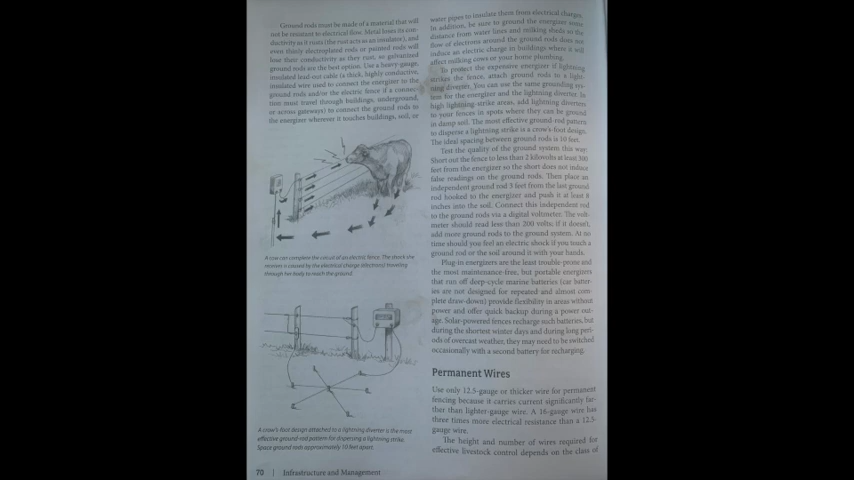 Ground rods must be made of a material that will
not be resistant to electrical flow. Metal loses its con-
ductivity as it rusts (the rust acts as an insulator), and
even thinly electroplated rods or painted rods will
lose their conductivity as they rust, so galvanized
ground rods are the best option. Use a heavy-gauge,
insulated lead-out cable (a thick, highly conductive,
insulated wire used to connect the energizer to the
ground rods and/or the electric fence if a connec-
tion must travel through buildings, underground,
or across gateways) to connect the ground rods to
the energizer wherever it touches buildings, soil, or
A cow can complete the circuit of an electric fence. The shock she
receives is caused by the electrical charge (electrons) traveling
through her body to reach the ground.
A crow's-foot design attached to a lightning diverter is the most
effective ground-rod pattern for dispersing a lightning strike.
Space ground rods approximately 10 feet apart.
70 | Infrastructure and Management
water pipes to insulate them from electrical charges.
In addition, be sure to ground the energizer some
distance from water lines and milking sheds so the
flow of electrons around the ground rods does not
induce an electric charge in buildings where it will
affect milking cows or your home plumbing.
To protect the expensive energizer if lightning
strikes the fence, attach ground rods to a light-
ning diverter. You can use the same grounding sys-
tem for the energizer and the lightning diverter. In
high lightning-strike areas, add lightning diverters
to your fences in spots where they can be ground
in damp soil. The most effective ground-rod pattern
to disperse a lightning strike is a crow's-foot design.
The ideal spacing between ground rods is 10 feet.
Test the quality of the ground system this way:
Short out the fence to less than 2 kilovolts at least 300
feet from the energizer so the short does not induce
false readings on the ground rods. Then place an
independent ground rod 3 feet from the last ground
rod hooked to the energizer and push it at least 8
inches into the soil. Connect this independent rod
to the ground rods via a digital voltmeter. The volt-
meter should read less than 200 volts; if it doesn't,
add more ground rods to the ground system. At no
time should you feel an electric shock if you touch a
ground rod or the soil around it with your hands.
Plug-in energizers are the least trouble-prone and
the most maintenance-free, but portable energizers
that run off deep-cycle marine batteries (car batter-
ies are not designed for repeated and almost com-
plete draw-down) provide flexibility in areas without
power and offer quick backup during a power out-
age. Solar-powered fences recharge such batteries, but
during the shortest winter days and during long peri-
ods of overcast weather, they may need to be switched
occasionally with a second battery for recharging.
Permanent Wires
Use only 12.5-gauge or thicker wire for permanent
fencing because it carries current significantly far-
ther than lighter-gauge wire. A 16-gauge wire has
three times more electrical resistance than a 12.5-
gauge wire.
The height and number of wires required for
effective livestock control depends on the class of